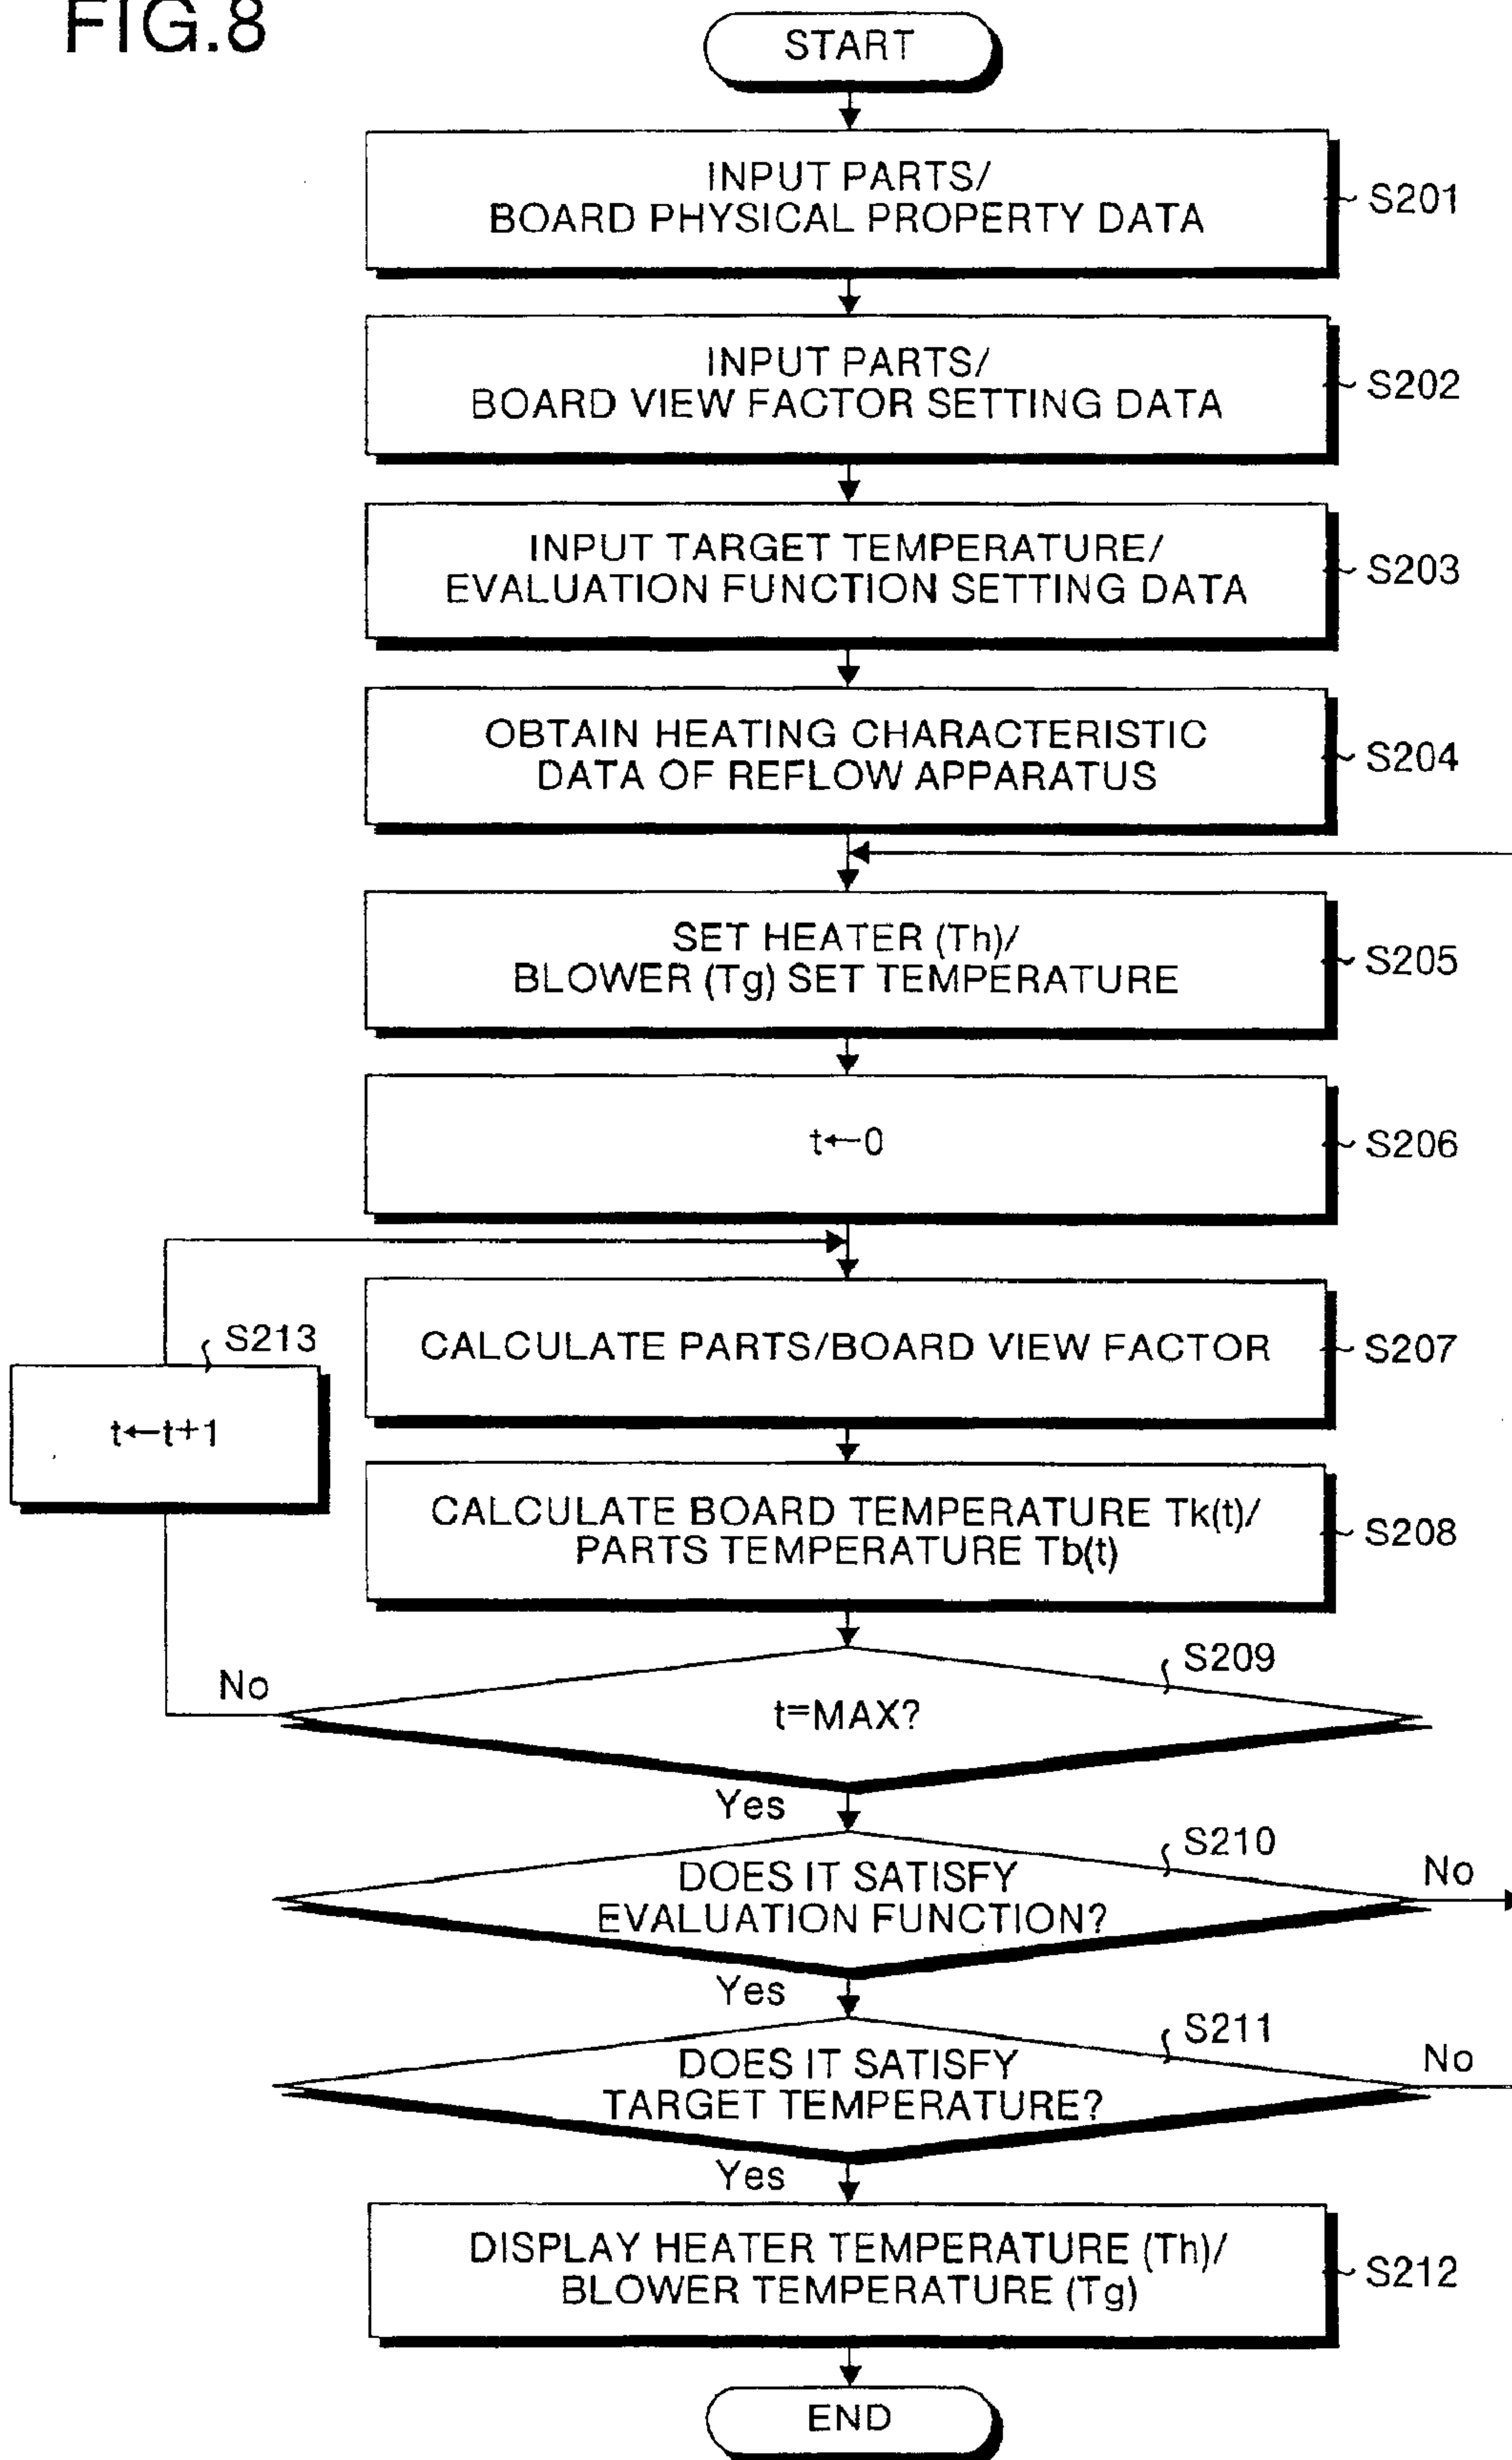 FIG.8
START
INPUT PARTS/
BOARD PHYSICAL PROPERTY DATA
S201
INPUT PARTS/
BOARD VIEW FACTOR SETTING DATA
S202
INPUT TARGET TEMPERATURE/
EVALUATION FUNCTION SETTING DATA
S203
OBTAIN HEATING CHARACTERISTIC
DATA OF REFLOW APPARATUS
S204
SET HEATER (Th)/
BLOWER (Tg) SET TEMPERATURE
S205
t←0
S206
CALCULATE PARTS/BOARD VIEW FACTOR
S207
S213
t←t+1
CALCULATE BOARD TEMPERATURE Tk(t)/
PARTS TEMPERATURE Tb(t)
S208
S209
No
t=MAX?
Yes
S210
DOES IT SATISFY
EVALUATION FUNCTION?
No
Yes
S211
DOES IT SATISFY
TARGET TEMPERATURE?
No
Yes
DISPLAY HEATER TEMPERATURE (Th)/
BLOWER TEMPERATURE (Tg)
S212
END